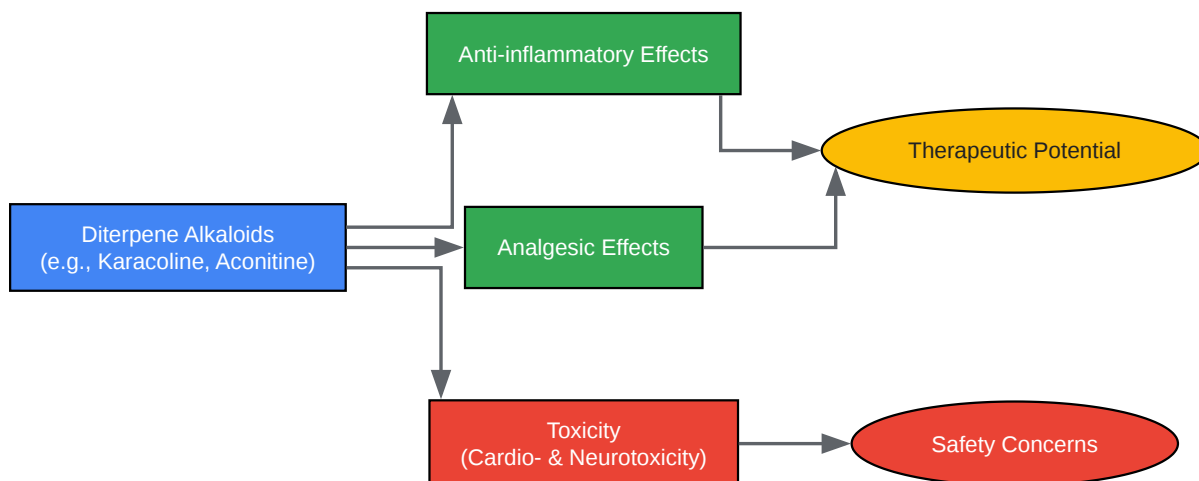 Anti-inflammatory Effects
Therapeutic Potential
Diterpene Alkaloids
(e.g., Karacoline, Aconitine)
Analgesic Effects
Toxicity
(Cardio- & Neurotoxicity)
Safety Concerns